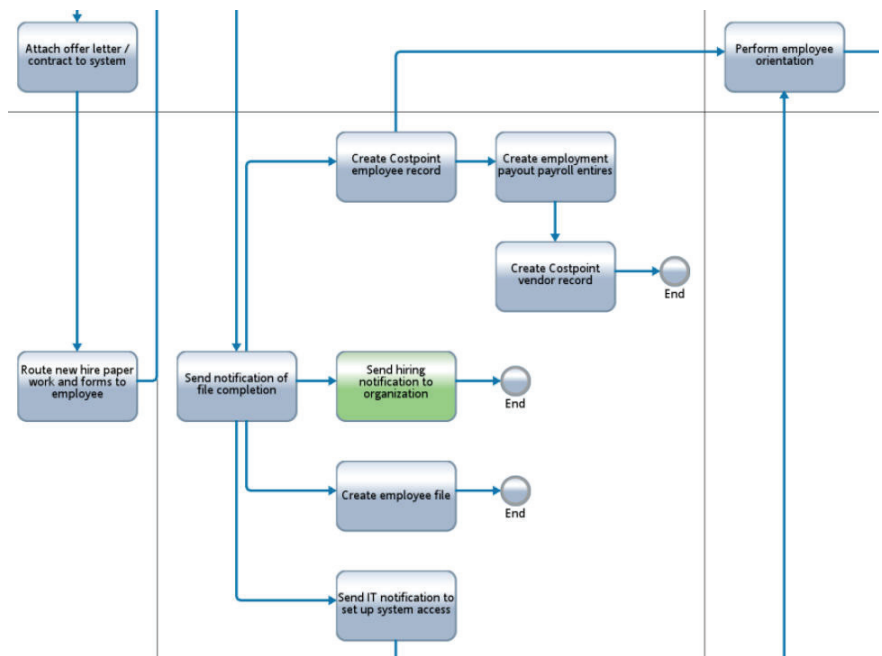 Attach offer letter /
contract to system
Perform employee
orientation
Create Costpoint
employee record
Create employment
payout payroll entires
Create Costpoint
vendor record
End
Route new hire paper
work and forms to
employee
Send notification of
file completion
Send hiring
notification to
organization
End
Create employee file
End
Send IT notification to
set up system access